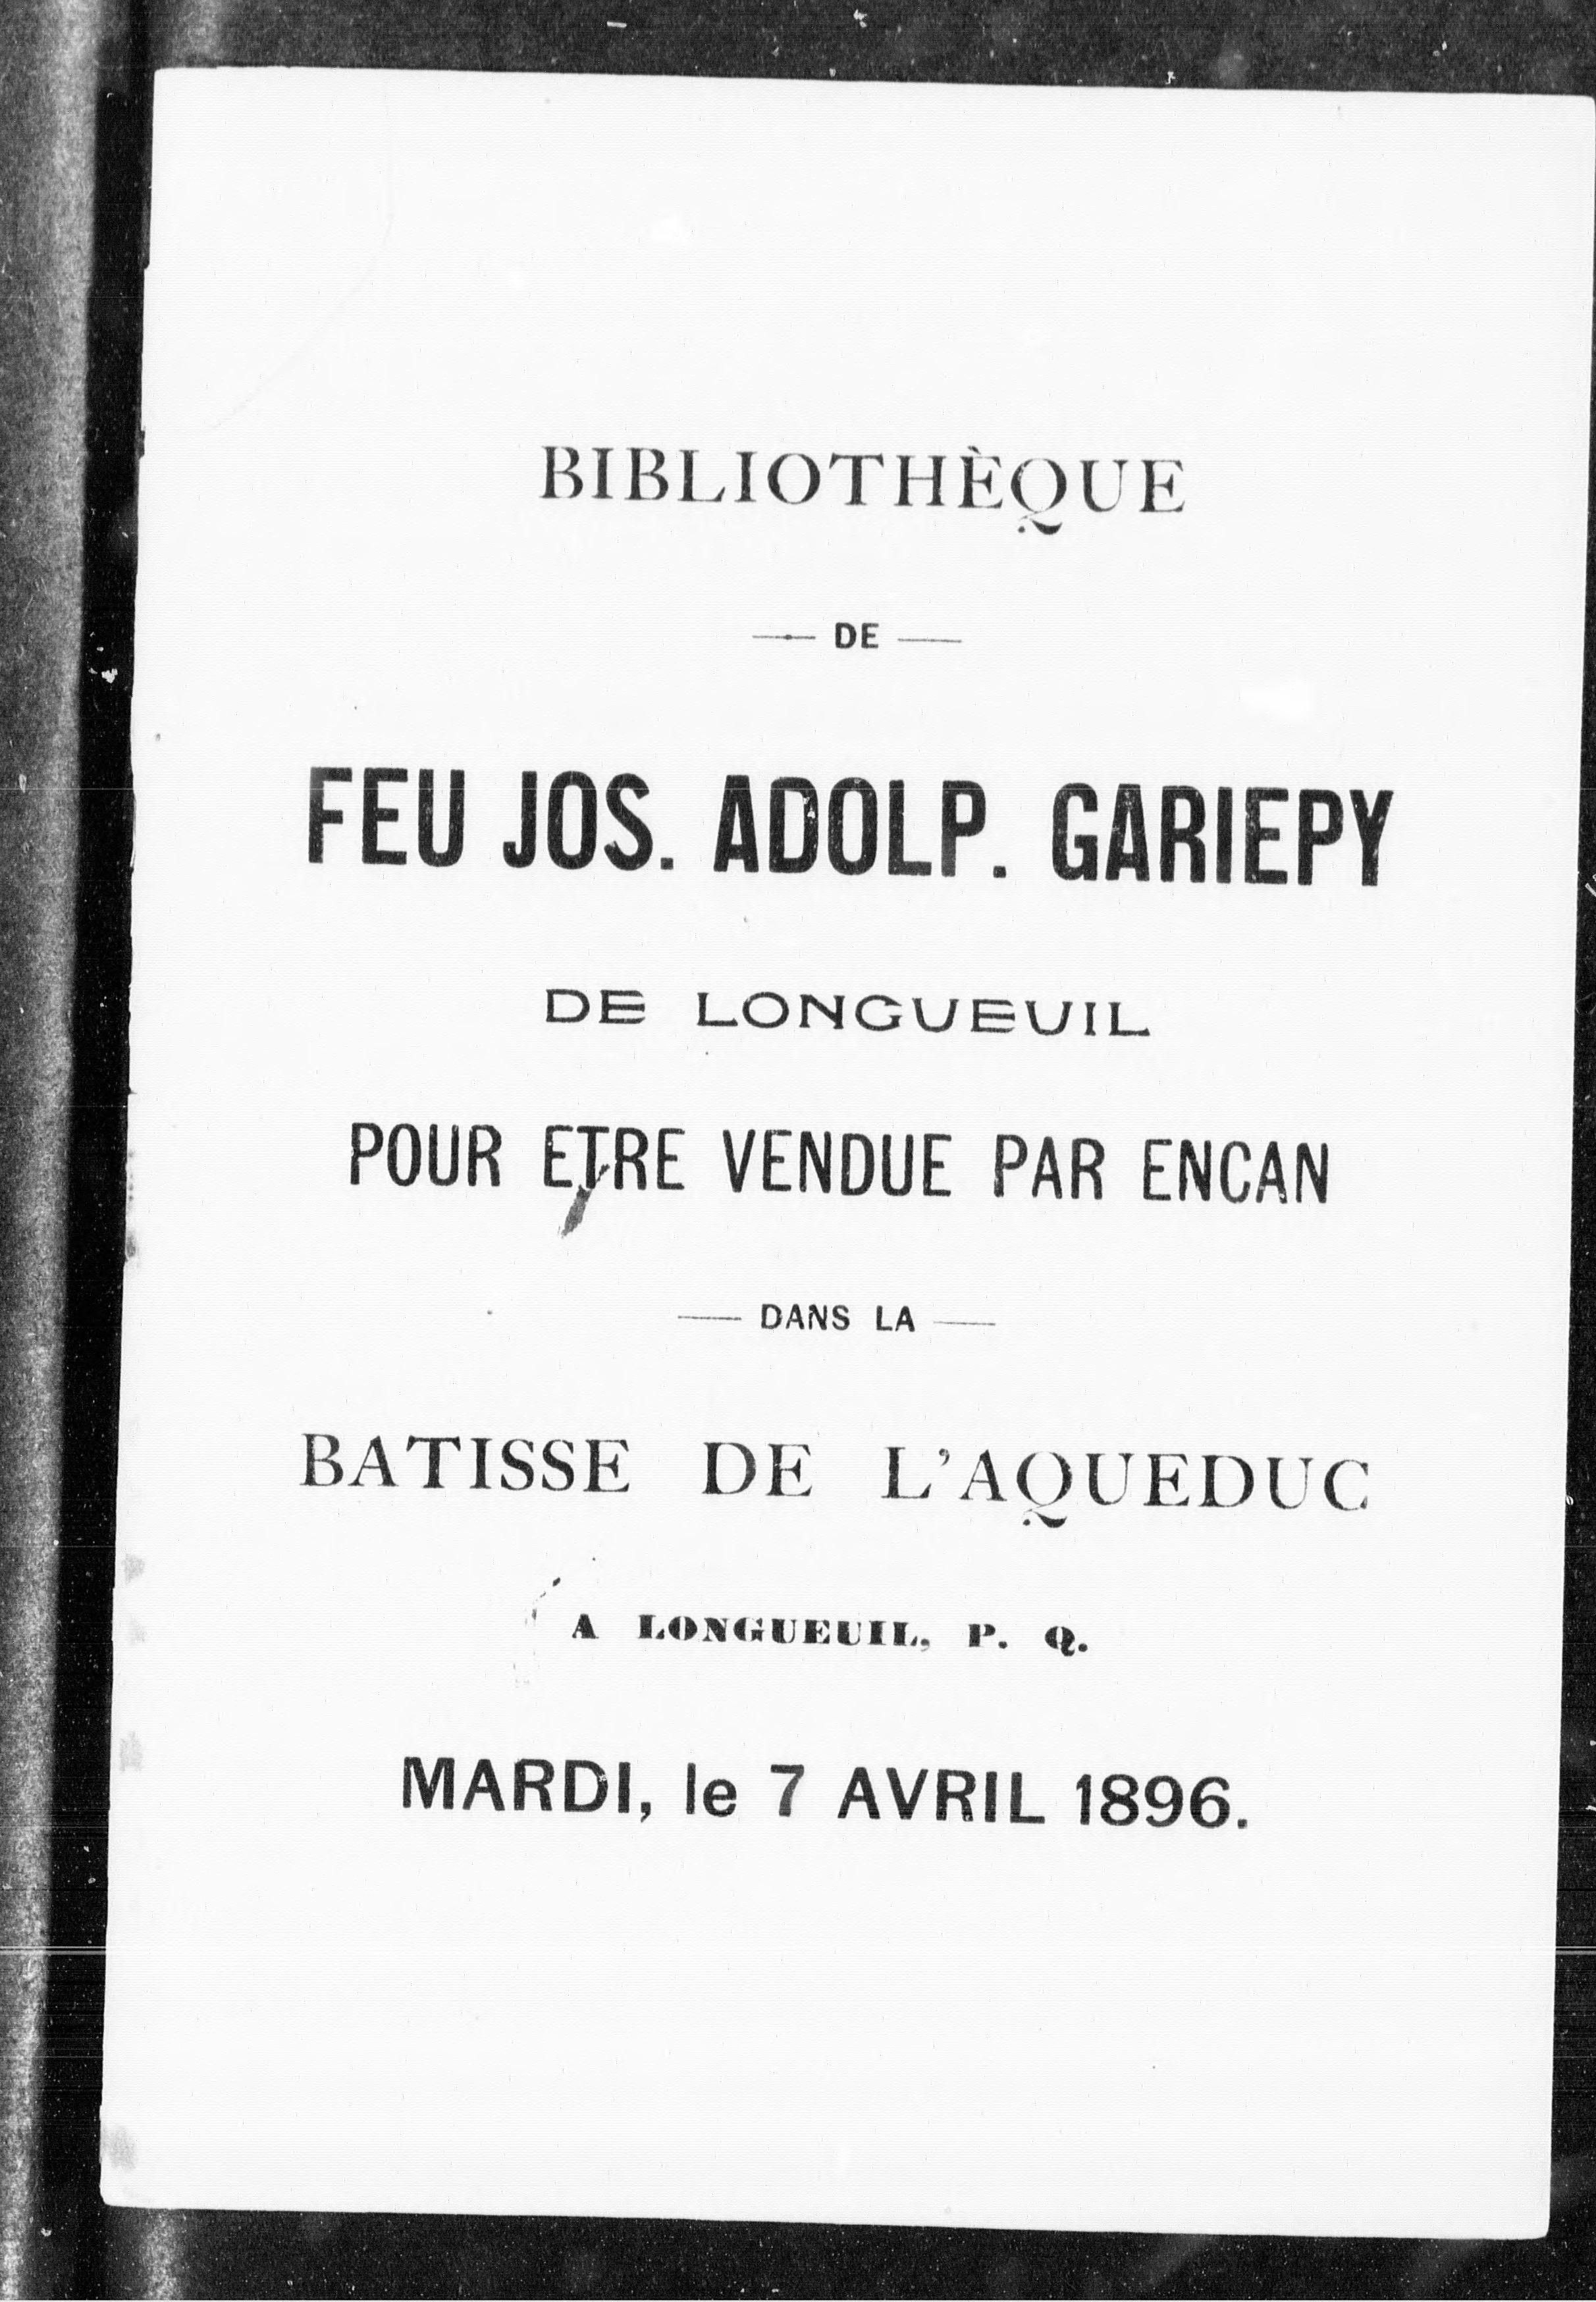 BIBLIOTHÈQUE
— DE —
FEU JOS. ADOLP. GARIEPY
DE LONGUEUIL
POUR ETRE VENDUE PAR ENCAN
— DANS LA —
BATISSE DE L'AQUEDUC
A LONGUEUIL, P. Q.
MARDI, le 7 AVRIL 1896.